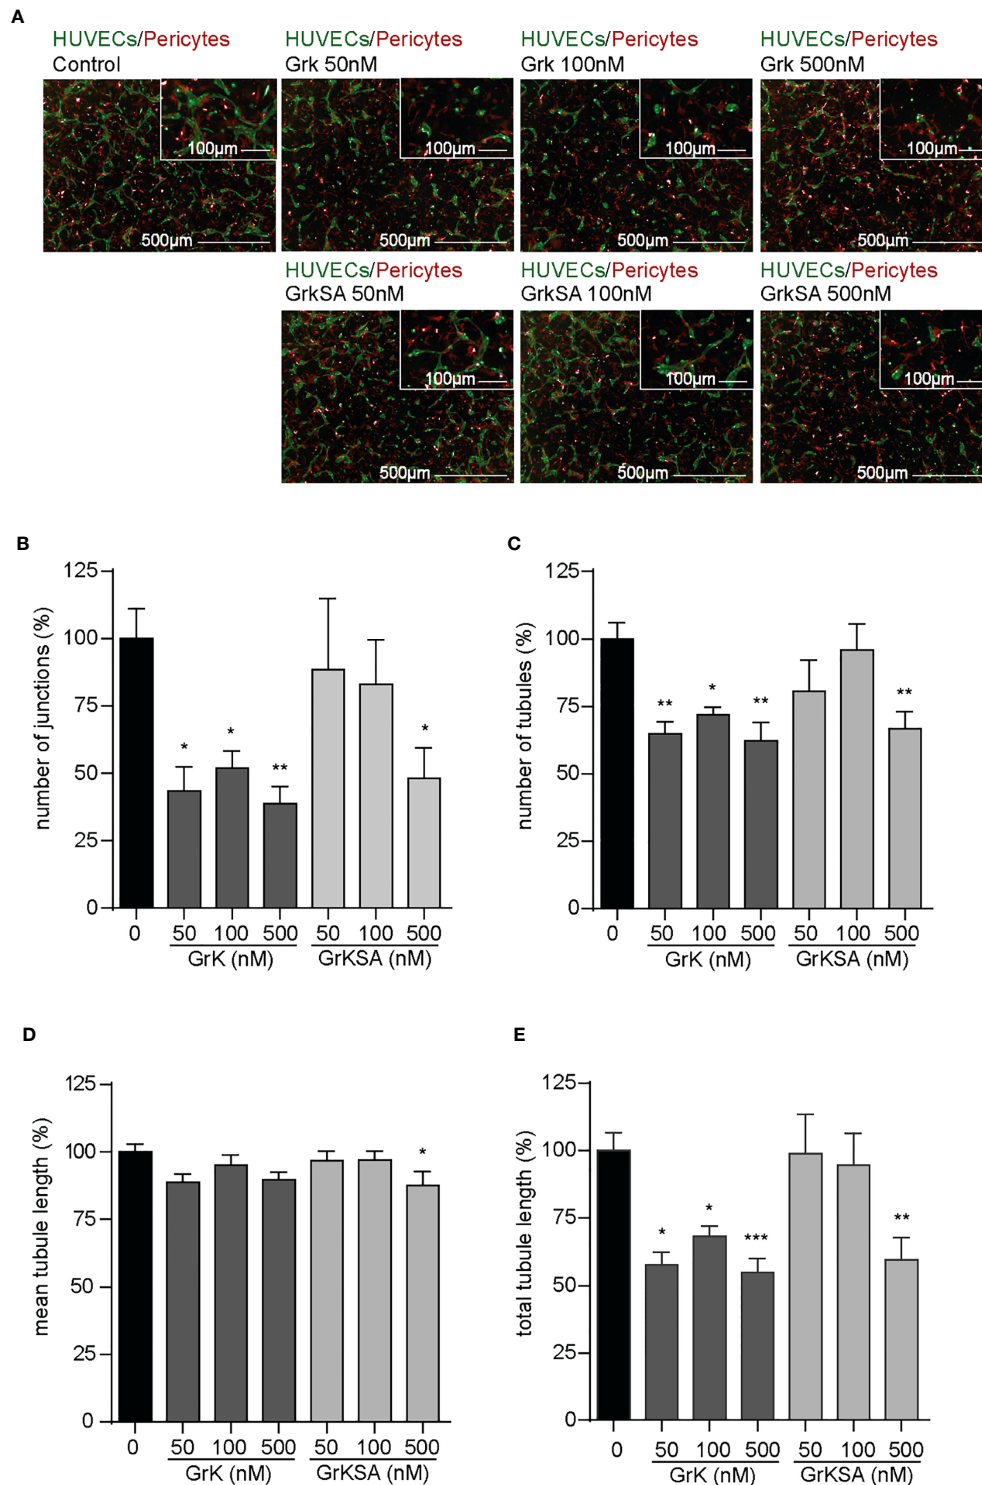 A
HUVECs/Pericytes
Control
HUVECs/Pericytes
Grk 50nM
HUVECs/Pericytes
Grk 100nM
HUVECs/Pericytes
Grk 500nM
100µm
500µm
100µm
500µm
100µm
500µm
100µm
500µm
HUVECs/Pericytes
GrkSA 50nM
HUVECs/Pericytes
GrkSA 100nM
HUVECs/Pericytes
GrkSA 500nM
100µm
500µm
100µm
500µm
100µm
500µm
B
number of junctions (%)
125
100
75
50
25
0
* * ** *
0 50 100 500 50 100 500
GrK (nM) GrKSA (nM)
C
number of tubules (%)
125
100
75
50
25
0
** * ** **
0 50 100 500 50 100 500
GrK (nM) GrKSA (nM)
D
mean tubule length (%)
125
100
75
50
25
0
*
0 50 100 500 50 100 500
GrK (nM) GrKSA (nM)
E
total tubule length (%)
125
100
75
50
25
0
* * *** **
0 50 100 500 50 100 500
GrK (nM) GrKSA (nM)